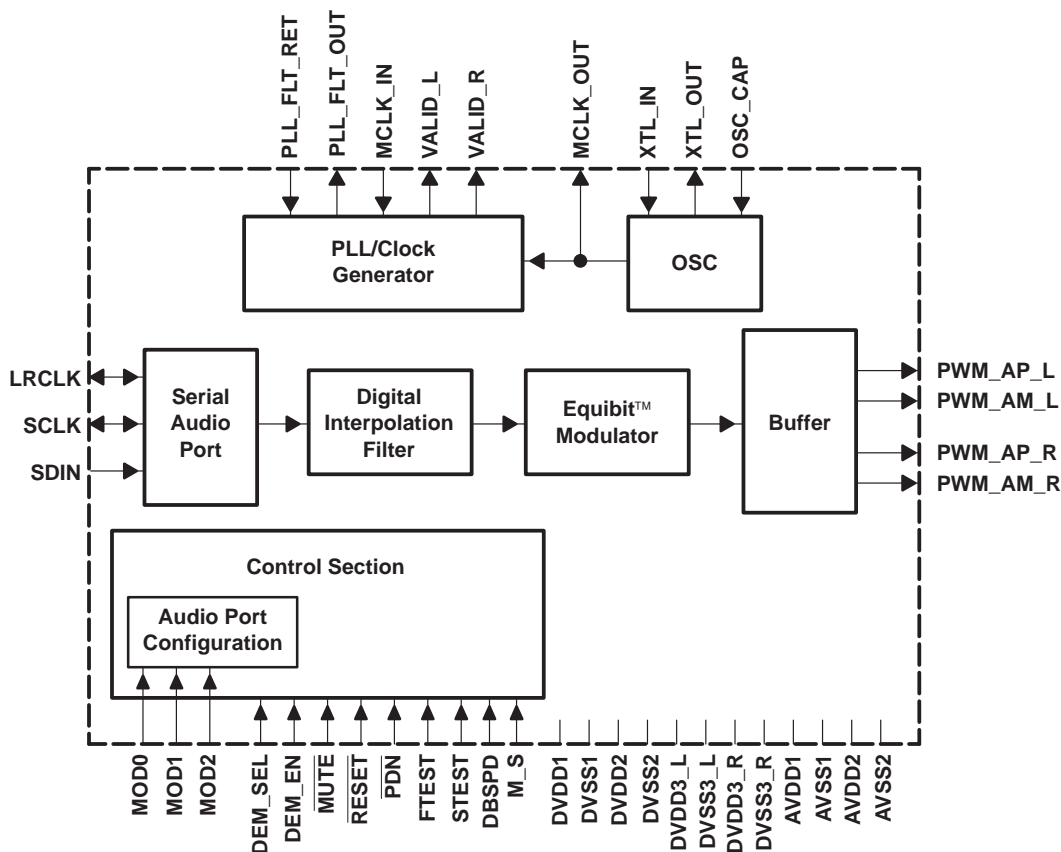 PLL_FLT_RET
PLL_FLT_OUT
MCLK_IN
VALID_L
VALID_R
MCLK_OUT
XTL_IN
XTL_OUT
OSC_CAP
PLL/Clock
Generator
OSC
LRCLK
SCLK
SDIN
Serial
Audio
Port
Digital
Interpolation
Filter
Equibit™
Modulator
Buffer
PWM_AP_L
PWM_AM_L
PWM_AP_R
PWM_AM_R
Control Section
Audio Port
Configuration
MOD0
MOD1
MOD2
DEM_SEL
DEM_EN
MUTE
RESET
PDN
FTEST
STEST
DBSPD
M_S
DVDD1
DVSS1
DVDD2
DVSS2
DVDD3_L
DVSS3_L
DVDD3_R
DVSS3_R
AVDD1
AVSS1
AVDD2
AVSS2